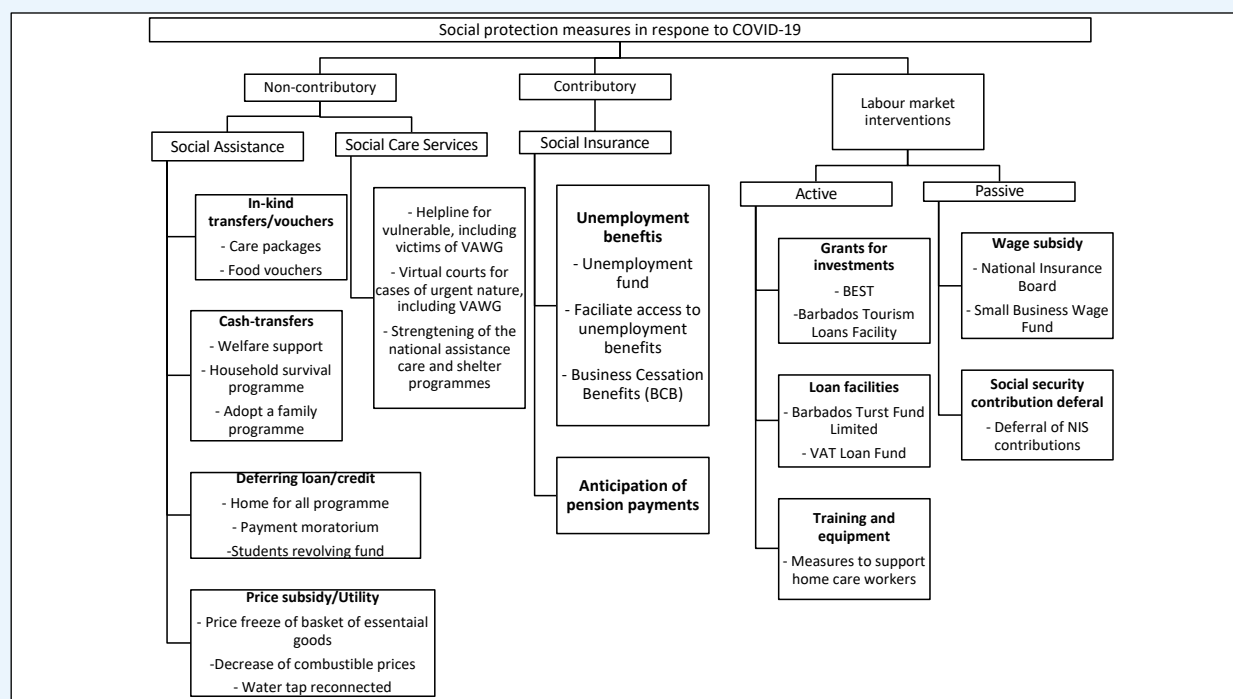 Social protection measures in respone to COVID-19
Non-contributory
Contributory
Labour market
interventions
Social Assistance
Social Care Services
Social Insurance
Active
Passive
In-kind
transfers/vouchers
- Care packages
- Food vouchers
Cash-transfers
- Welfare support
- Household survival
programme
- Adopt a family
programme
Deferring loan/credit
- Home for all programme
- Payment moratorium
-Students revolving fund
Price subsidy/Utility
- Price freeze of basket of essentaial
goods
-Decrease of combustible prices
- Water tap reconnected
- Helpline for
vulnerable, including
victims of VAWG
- Virtual courts for
cases of urgent nature,
including VAWG
- Strengtening of the
national assistance
care and shelter
programmes
Unemployment
beneftis
- Unemployment
fund
- Faciliate access to
unemployment
benefits
- Business Cessation
Benefits (BCB)
Anticipation of
pension payments
Grants for
investments
- BEST
-Barbados Tourism
Loans Facility
Loan facilities
- Barbados Turst Fund
Limited
- VAT Loan Fund
Training and
equipment
- Measures to support
home care workers
Wage subsidy
- National Insurance
Board
- Small Business Wage
Fund
Social security
contribution deferal
- Deferral of NIS
contributions